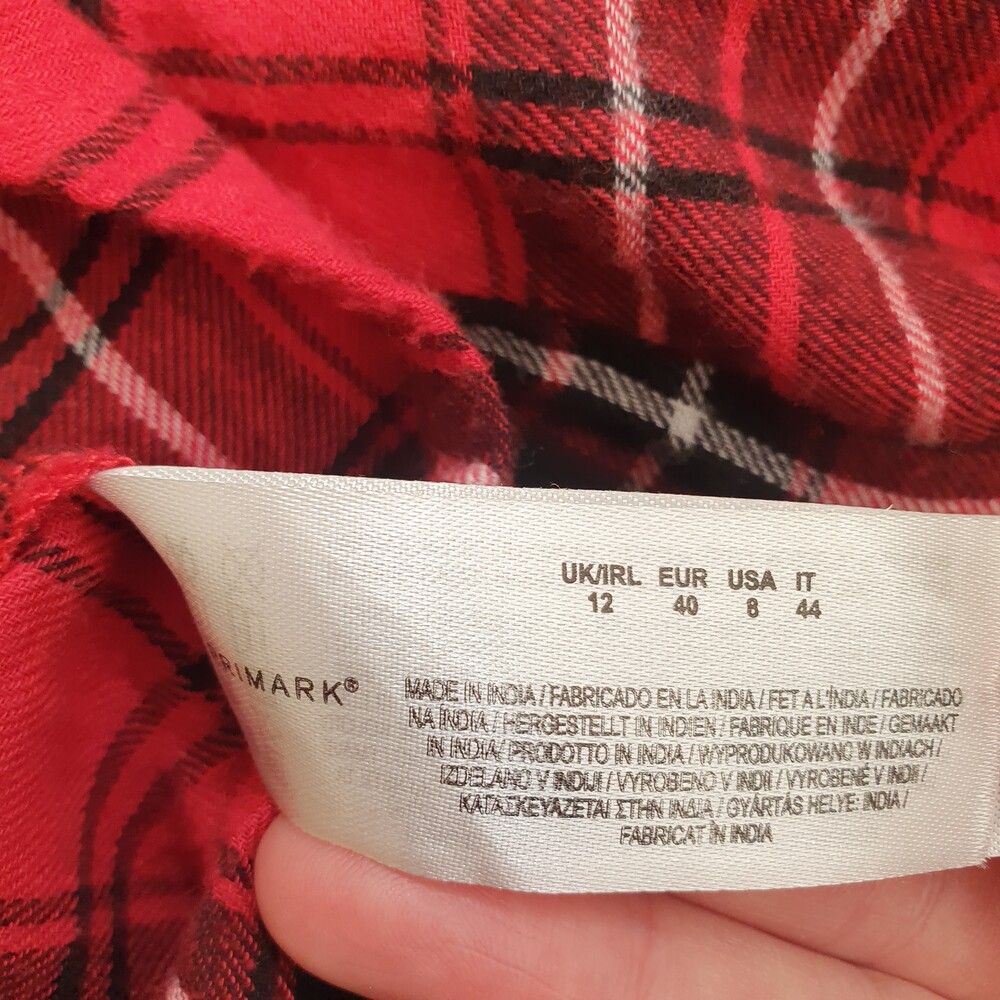 UK/IRL EUR USA IT
12 40 8 44
PRIMARK®
MADE IN INDIA / FABRICADO EN LA INDIA / FET A L'ÍNDIA / FABRICADO
NA ÍNDIA / HERGESTELLT IN INDIEN / FABRIQUE EN INDE / GEMAAKT
IN INDIA/ PRODOTTO IN INDIA / WYPRODUKOWANO W INDIACH /
IZDELANO V INDIJI / VYROBENO V INDII / VYROBENÉ V INDII /
ΚΑΤΑΣΚΕΥΑΖΕΤΑΙ ΣΤΗΝ ΙΝΔΙΑ / GYÁRTÁS HELYE: INDIA /
FABRICAT ÎN INDIA